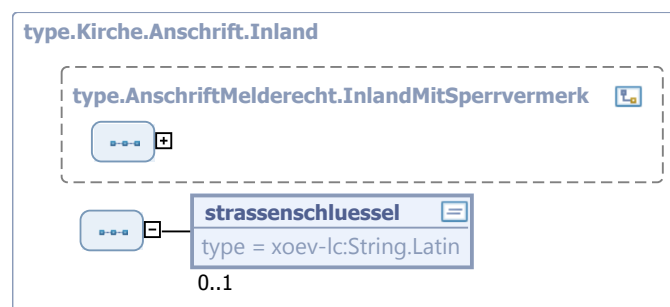 type.Kirche.Anschrift.Inland
type.AnschriftMelderecht.InlandMitSperrvermerk
strassenschluessel
type = xoev-lc:String.Latin
0..1